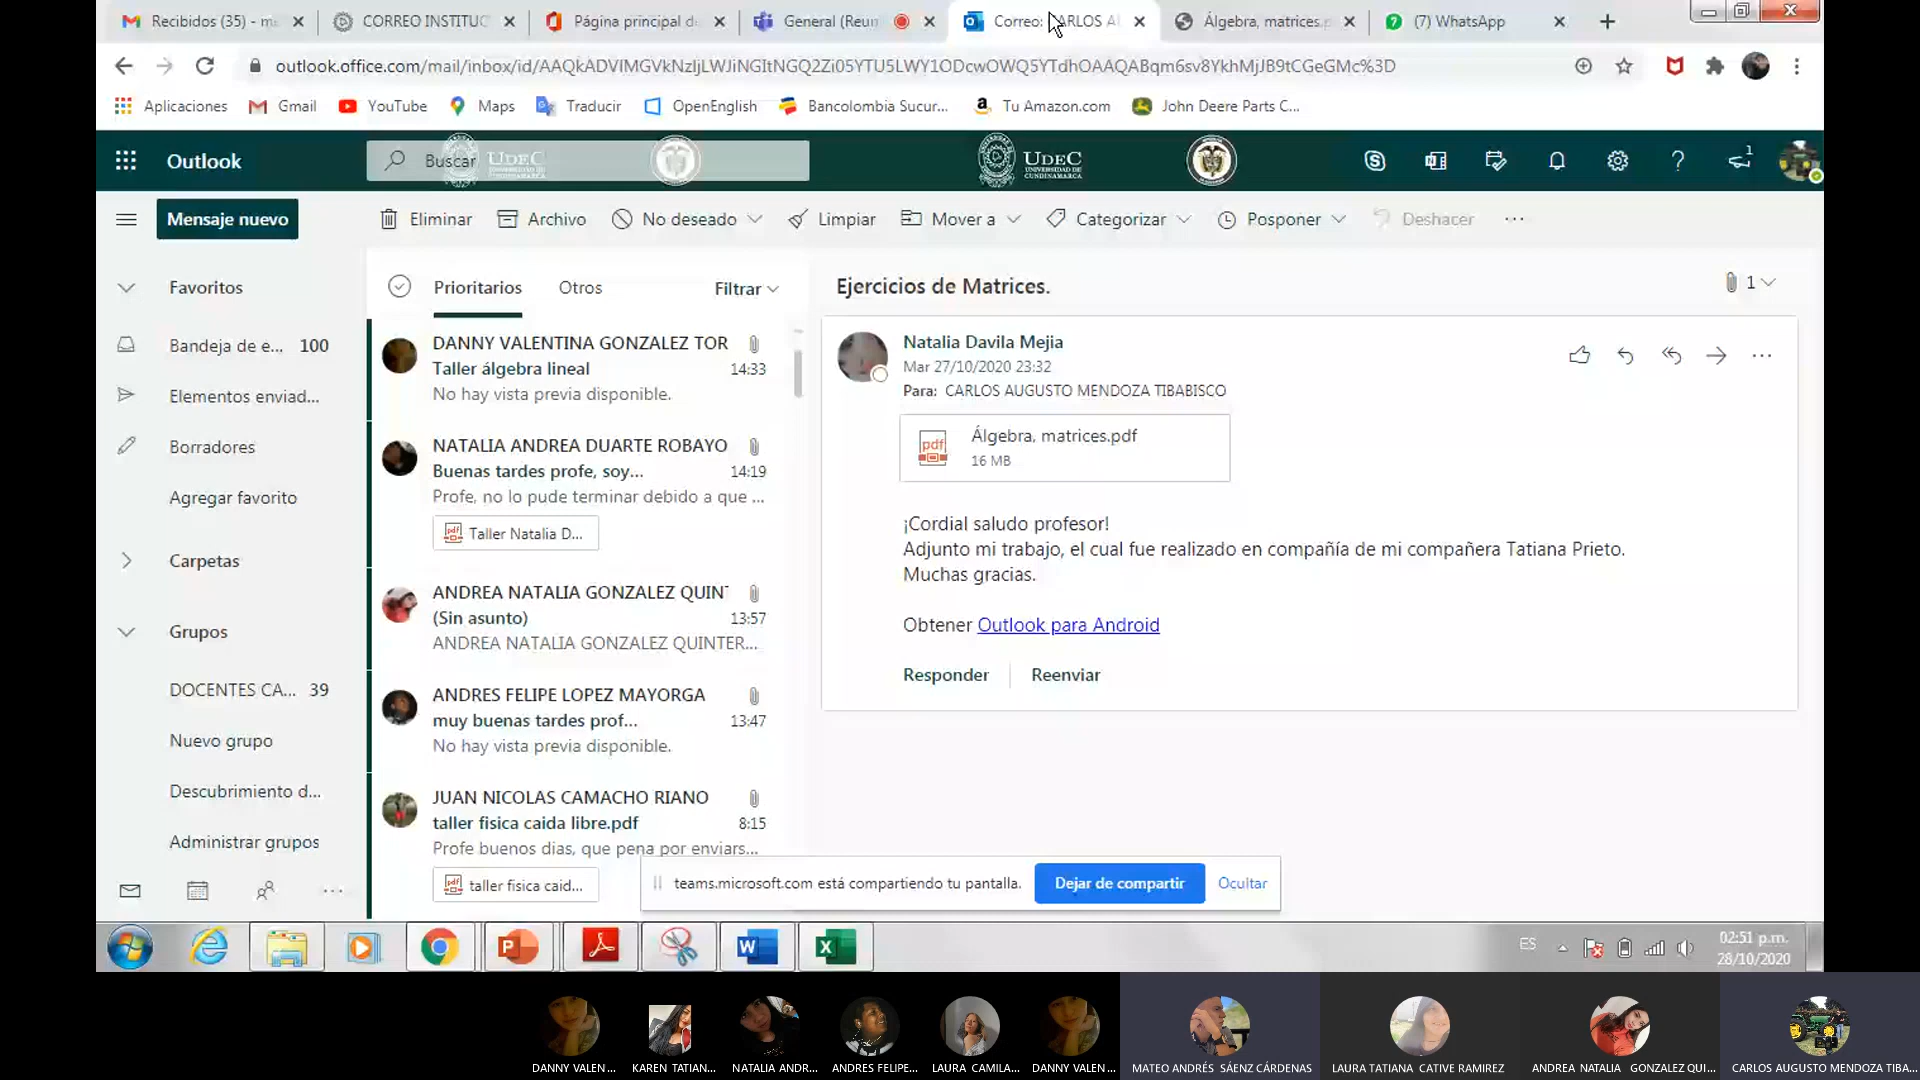 Recibidos (35) - m
CORREO INSTITUC
Página principal d
General (Reun
Correo: CARLOS A
Álgebra, matrices.p
(7) WhatsApp
outlook.office.com/mail/inbox/id/
Aplicaciones
Gmail
YouTube
Maps
Traducir
OpenEnglish
Bancolombia Sucur...
Tu Amazon.com
John Deere Parts C...
Outlook
Buscar
UDEC
UNIVERSIDAD DE
CUNDINAMARCA
UDEC
UNIVERSIDAD DE
CUNDINAMARCA
1
Mensaje nuevo
Eliminar
Archivo
No deseado
Limpiar
Mover a
Categorizar
Posponer
Deshacer
Favoritos
Bandeja de e... 100
Elementos enviad...
Borradores
Agregar favorito
Carpetas
Grupos
DOCENTES CA... 39
Nuevo grupo
Descubrimiento d...
Administrar grupos
Prioritarios
Otros
Filtrar
DANNY VALENTINA GONZALEZ TOR
Taller álgebra lineal 14:33
No hay vista previa disponible.
NATALIA ANDREA DUARTE ROBAYO
Buenas tardes profe, soy... 14:19
Profe, no lo pude terminar debido a que ...
Taller Natalia D...
ANDREA NATALIA GONZALEZ QUIN
(Sin asunto) 13:57
ANDREA NATALIA GONZALEZ QUINTER...
ANDRES FELIPE LOPEZ MAYORGA
muy buenas tardes prof... 13:47
No hay vista previa disponible.
JUAN NICOLAS CAMACHO RIANO
taller fisica caida libre.pdf 8:15
Profe buenos dias, que pena por enviars...
taller fisica caid...
Ejercicios de Matrices.
1
Natalia Davila Mejia
Mar 27/10/2020 23:32
Para: CARLOS AUGUSTO MENDOZA TIBABISCO
pdf
Álgebra, matrices.pdf
16 MB
¡Cordial saludo profesor!
Adjunto mi trabajo, el cual fue realizado en compañía de mi compañera Tatiana Prieto.
Muchas gracias.
Obtener Outlook para Android
Responder
Reenviar
teams.microsoft.com está compartiendo tu pantalla.
Dejar de compartir
Ocultar
ES
02:51 p.m.
28/10/2020
DANNY VALEN...
KAREN TATIAN...
NATALIA ANDR...
ANDRES FELIPE...
LAURA CAMILA...
DANNY VALEN...
MATEO ANDRÉS SÁENZ CÁRDENAS
LAURA TATIANA CATIVE RAMIREZ
ANDREA NATALIA GONZALEZ QUI...
CARLOS AUGUSTO MENDOZA TIBA...